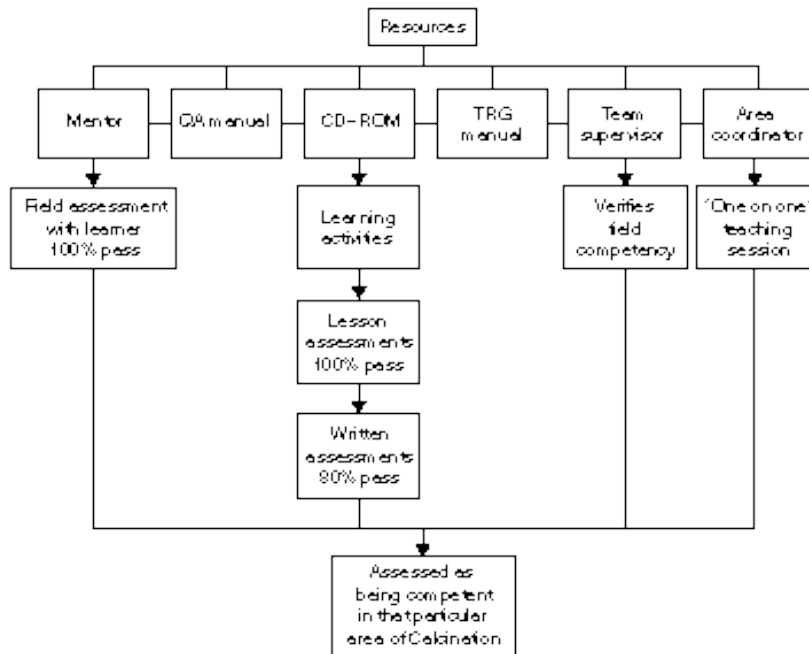 Resources
Mentor
QA manual
CD-ROM
TRG
manual
Team
supervisor
Area
coordinator
Field assessment
with learner
100% pass
Learning
activities
Verifies
field
competency
"One on one"
teaching
session
Lesson
assessments
100% pass
Written
assessments
80% pass
Assessed as
being competent
in that particular
area of Calcination